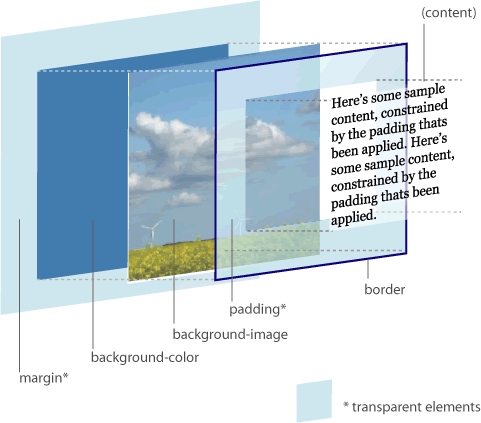 (content)
Here's some sample
content, constrained
by the padding thats
been applied. Here's
some sample content,
constrained by the
padding thats been
applied.
border
padding*
background-image
background-color
margin*
* transparent elements